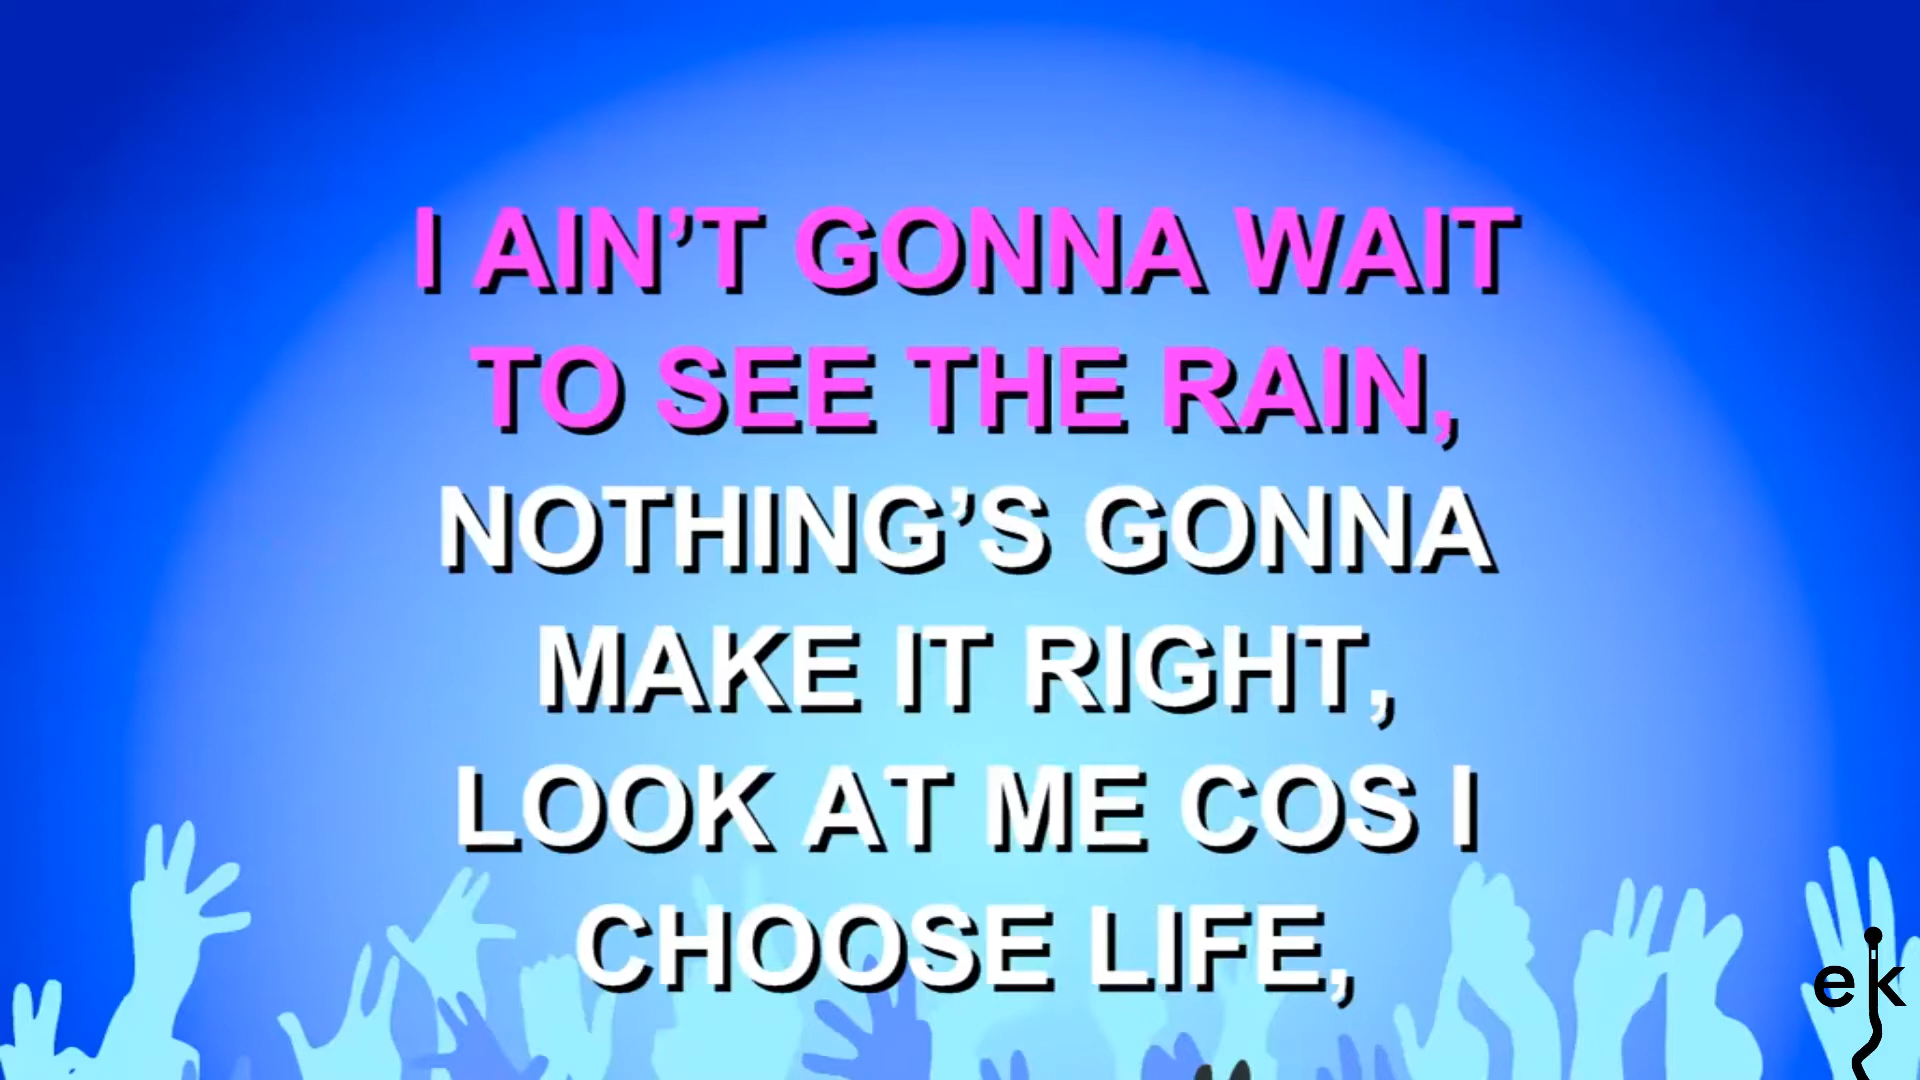 I AIN’T GONNA WAIT
TO SEE THE RAIN,
NOTHING’S GONNA
MAKE IT RIGHT,
LOOK AT ME COS I
CHOOSE LIFE,
ek